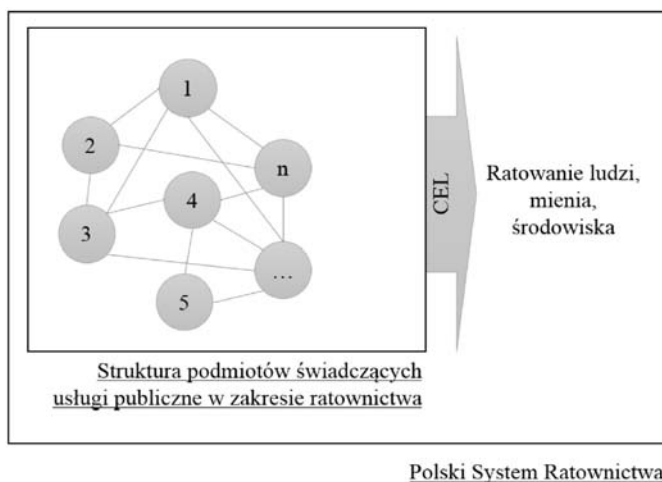 1
2
n
4
3
...
5
CEL
Ratowanie ludzi,
mienia,
środowiska
Struktura podmiotów świadczących
usługi publiczne w zakresie ratownictwa
Polski System Ratownictwa